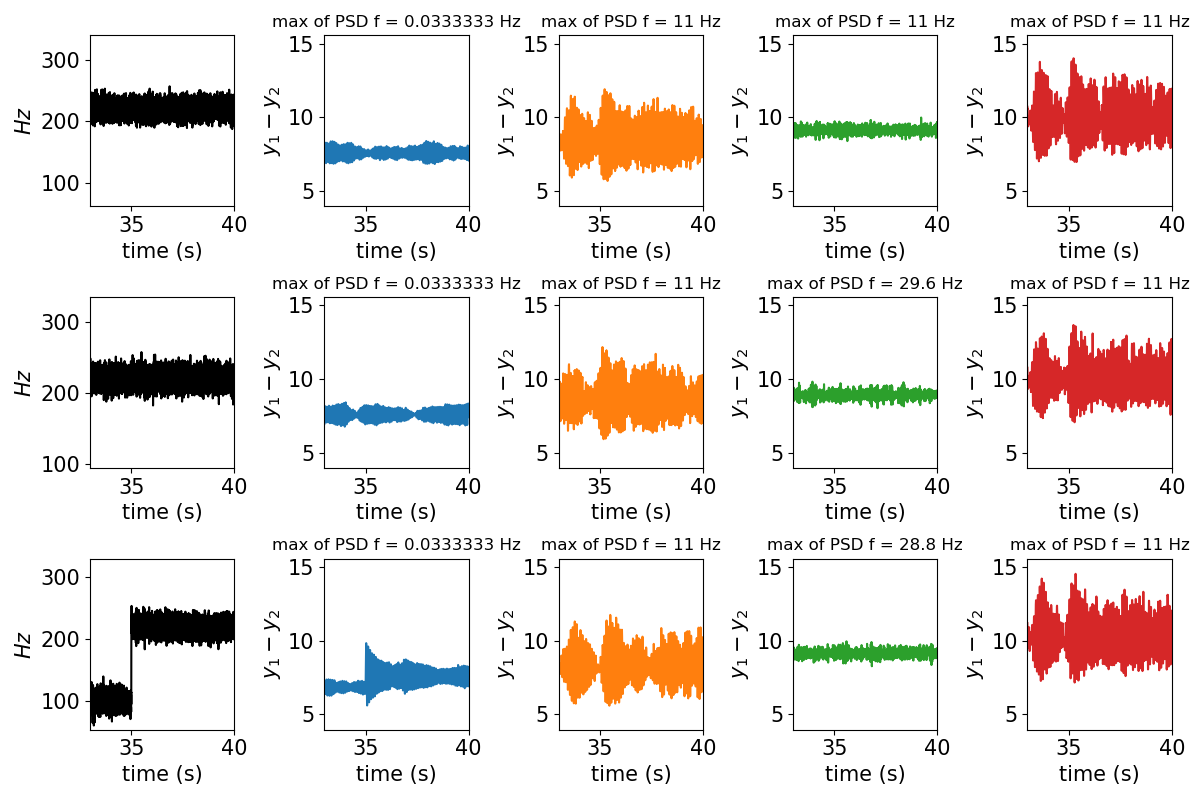 max of PSD f = 0.0333333 Hz max of PSD f = 11 Hz max of PSD f = 11 Hz max of PSD f = 11 Hz
Hz 300 200 100 35 40 time (s)
y₁ − y₂ 15 10 5 35 40 time (s)
y₁ − y₂ 15 10 5 35 40 time (s)
y₁ − y₂ 15 10 5 35 40 time (s)
y₁ − y₂ 15 10 5 35 40 time (s)
max of PSD f = 0.0333333 Hz max of PSD f = 11 Hz max of PSD f = 29.6 Hz max of PSD f = 11 Hz
Hz 300 200 100 35 40 time (s)
y₁ − y₂ 15 10 5 35 40 time (s)
y₁ − y₂ 15 10 5 35 40 time (s)
y₁ − y₂ 15 10 5 35 40 time (s)
y₁ − y₂ 15 10 5 35 40 time (s)
max of PSD f = 0.0333333 Hz max of PSD f = 11 Hz max of PSD f = 28.8 Hz max of PSD f = 11 Hz
Hz 300 200 100 35 40 time (s)
y₁ − y₂ 15 10 5 35 40 time (s)
y₁ − y₂ 15 10 5 35 40 time (s)
y₁ − y₂ 15 10 5 35 40 time (s)
y₁ − y₂ 15 10 5 35 40 time (s)